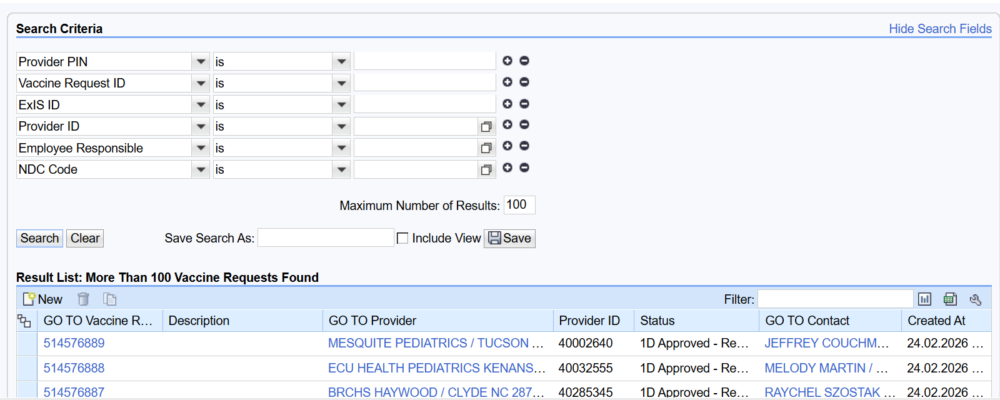 Search Criteria Hide Search Fields
Provider PIN is
Vaccine Request ID is
ExIS ID is
Provider ID is
Employee Responsible is
NDC Code is
Maximum Number of Results: 100
Search Clear Save Search As: Include View Save
Result List: More Than 100 Vaccine Requests Found
New Filter:
GO TO Vaccine R... Description GO TO Provider Provider ID Status GO TO Contact Created At
514576889 MESQUITE PEDIATRICS / TUCSON ... 40002640 1D Approved - Re... JEFFREY COUCHM... 24.02.2026 ...
514576888 ECU HEALTH PEDIATRICS KENANS... 40032555 1D Approved - Re... MELODY MARTIN / ... 24.02.2026 ...
514576887 BRCHS HAYWOOD / CLYDE NC 287... 40285345 1D Approved - Re... RAYCHEL SZOSTAK ... 24.02.2026 ...